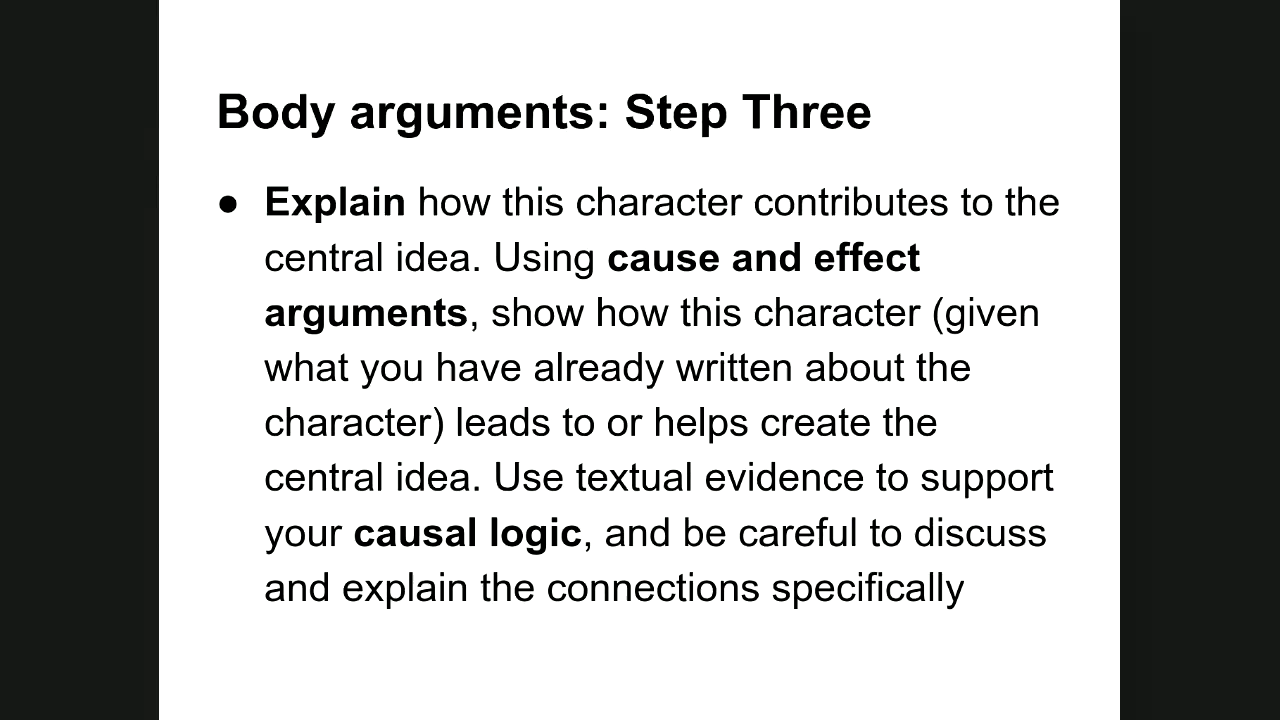 Body arguments: Step Three
● Explain how this character contributes to the
central idea. Using cause and effect
arguments, show how this character (given
what you have already written about the
character) leads to or helps create the
central idea. Use textual evidence to support
your causal logic, and be careful to discuss
and explain the connections specifically